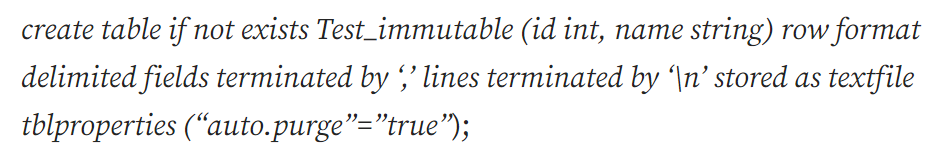 create table if not exists Test_immutable (id int, name string) row format
delimited fields terminated by ‘,’ lines terminated by ‘\n’ stored as textfile
tblproperties (“auto.purge”=”true”);